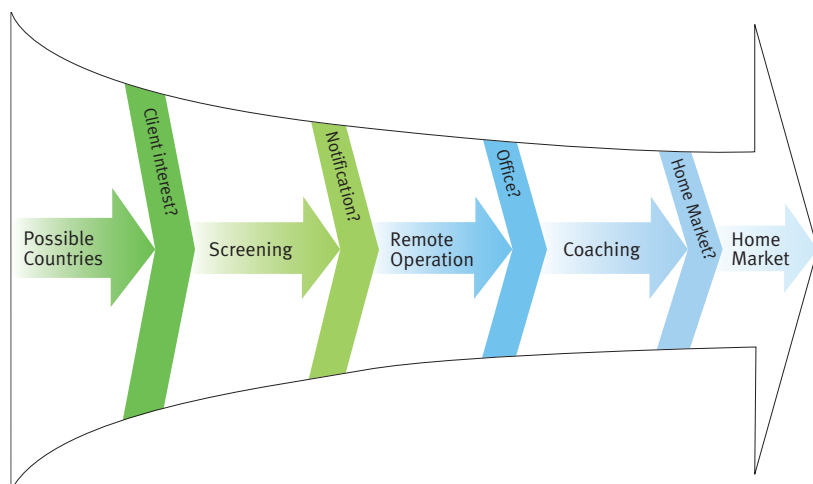 Possible
Countries
Client interest?
Screening
Notification?
Remote
Operation
Office?
Coaching
Home Market?
Home
Market